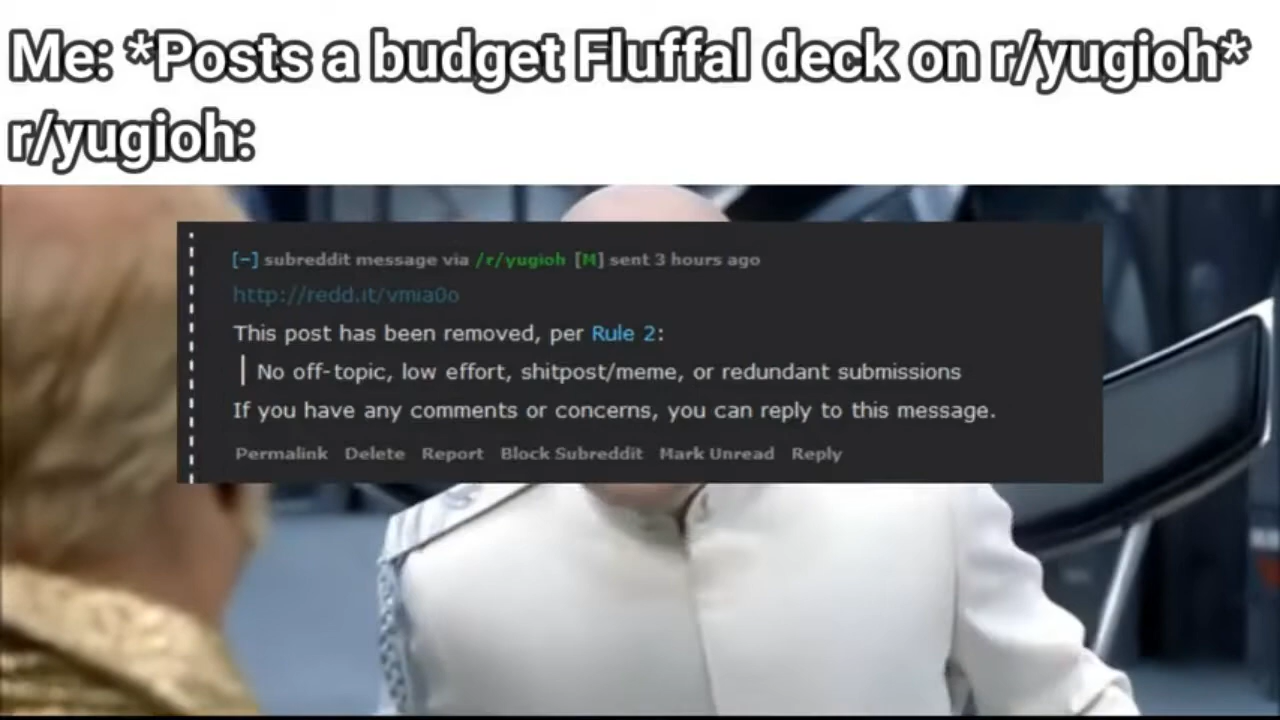 Me: *Posts a budget Fluffal deck on r/yugioh*
r/yugioh:
[–] subreddit message via /r/yugioh [M] sent 3 hours ago
http://redd.it/vmia0o
This post has been removed, per Rule 2:
No off-topic, low effort, shitpost/meme, or redundant submissions
If you have any comments or concerns, you can reply to this message.
Permalink Delete Report Block Subreddit Mark Unread Reply